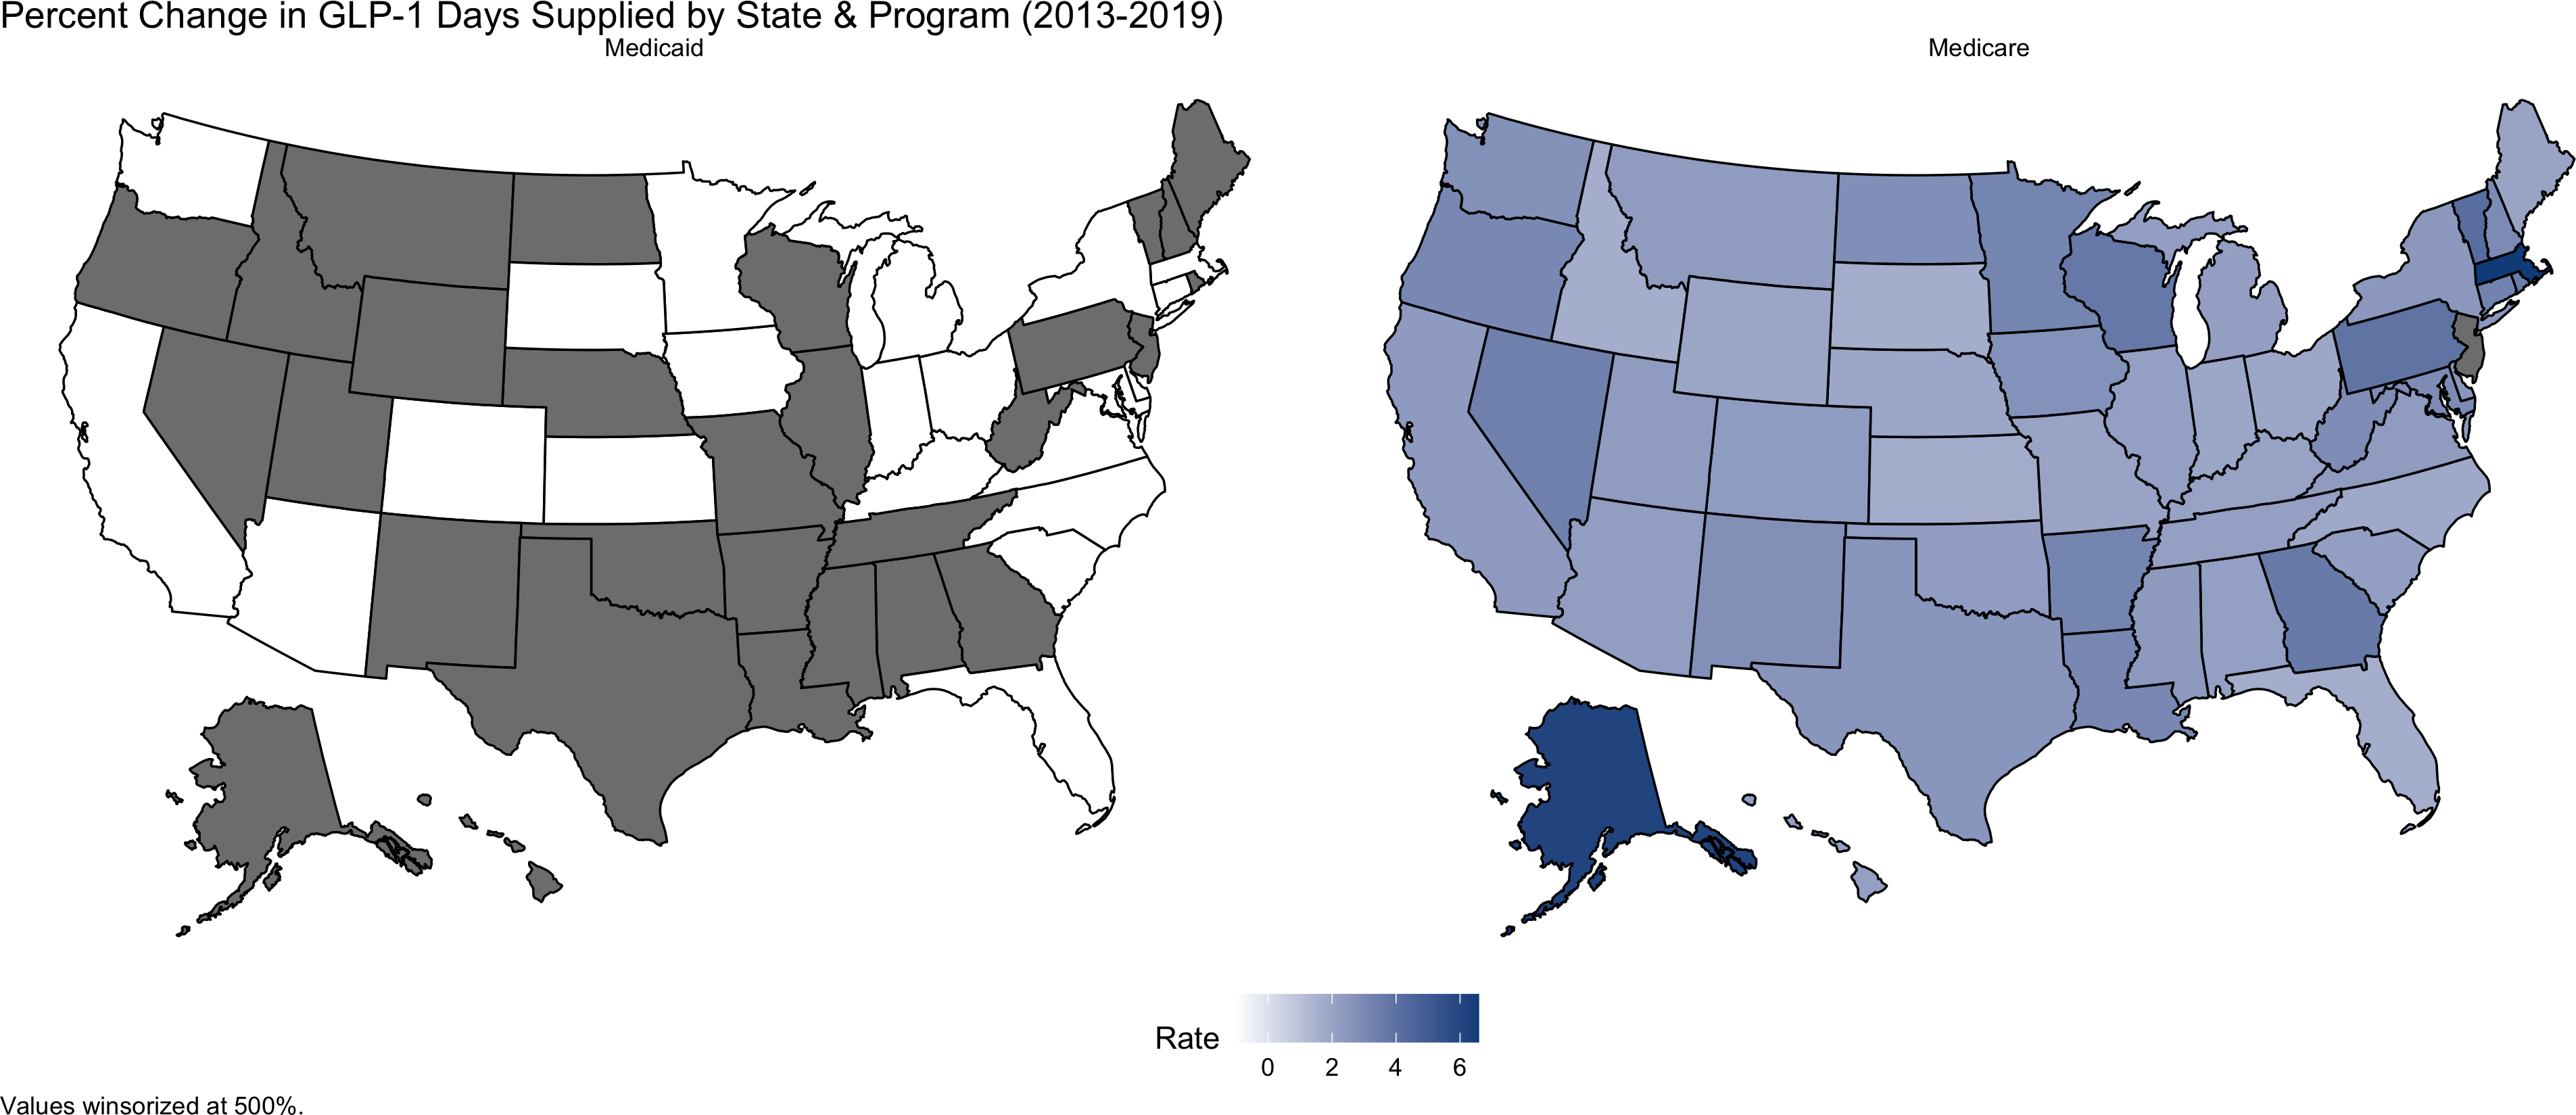 Percent Change in GLP-1 Days Supplied by State & Program (2013-2019)
Medicaid
Medicare
Rate
0 2 4 6
Values winsorized at 500%.